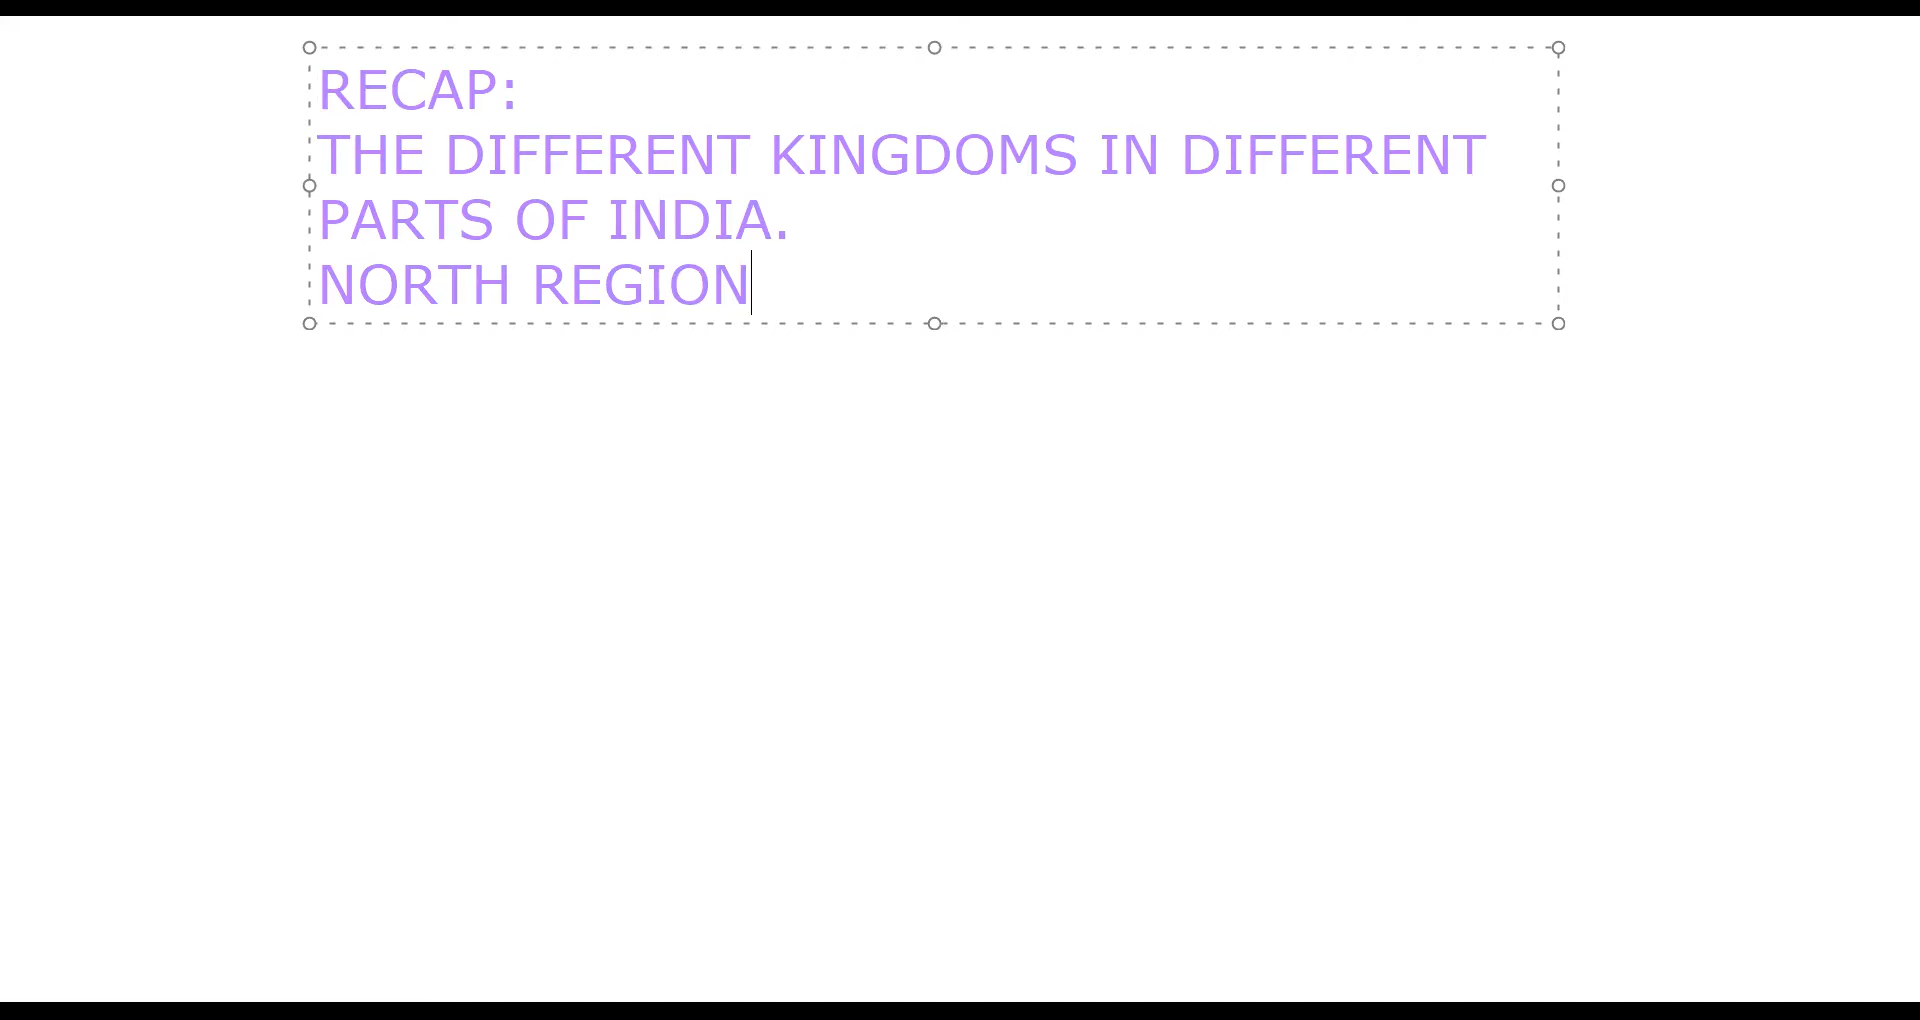 RECAP:
THE DIFFERENT KINGDOMS IN DIFFERENT
PARTS OF INDIA.
NORTH REGION